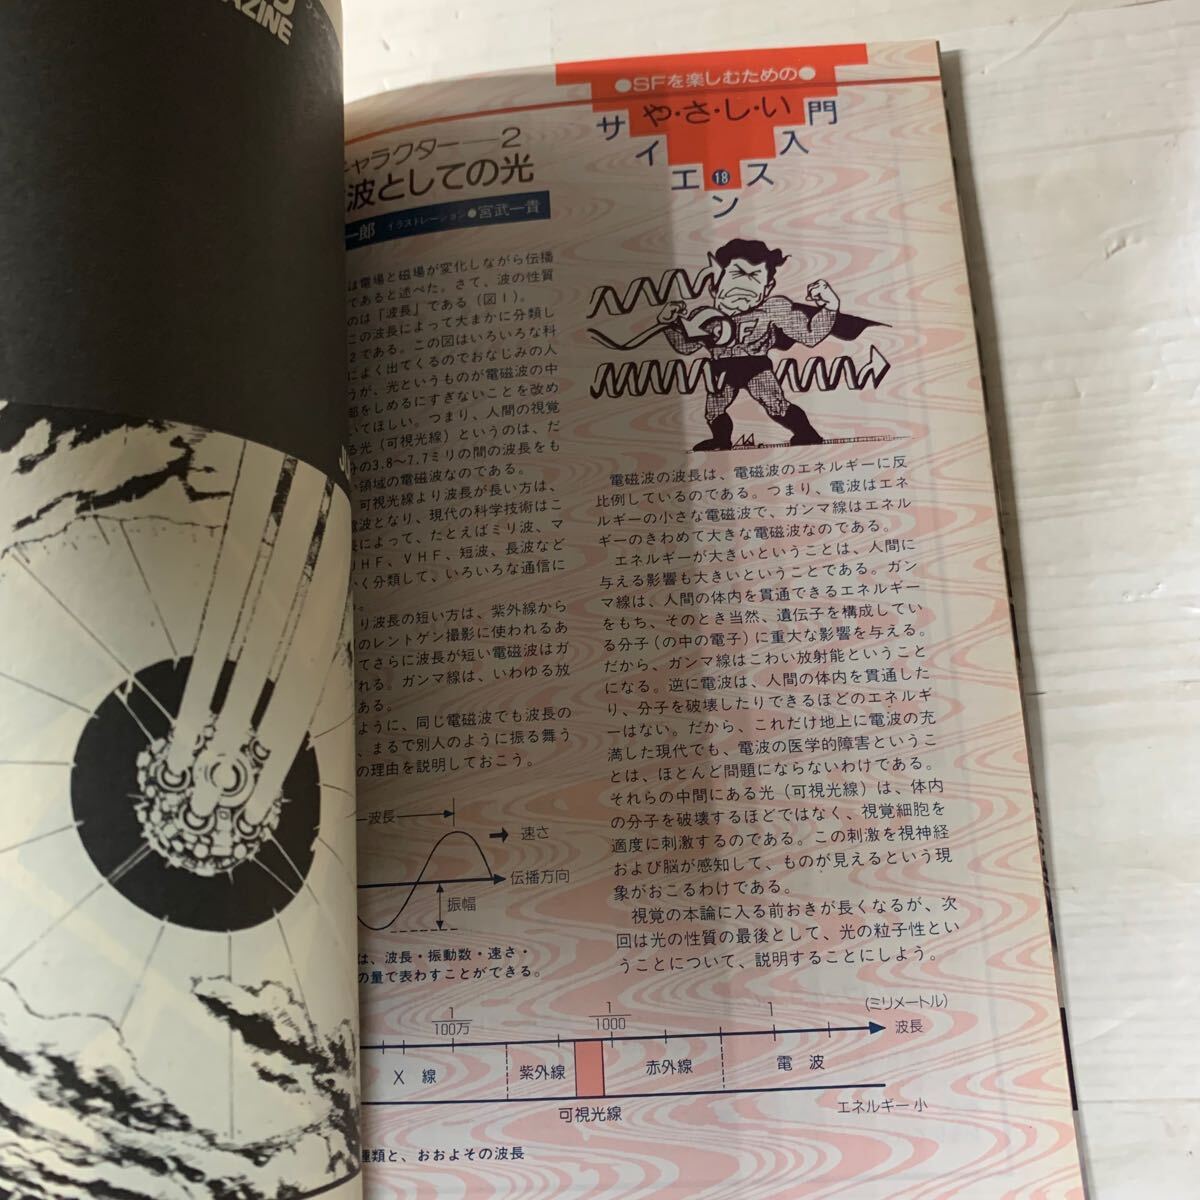 AZINE
●SFを楽しむための●
や・さ・し・い
サイエンス入門
18
キャラクター—2
波としての光
一郎 イラストレーション●宮武一貴
は電場と磁場が変化しながら伝播
であると述べた。さて、波の性質
のは「波長」である(図1)。
この波長によって大まかに分類し
2である。この図はいろいろな科
によく出てくるのでおなじみの人
うが、光というものが電磁波の中
部をしめるにすぎないことを改め
いてほしい。つまり、人間の視覚
る光(可視光線)というのは、だ
分の3.8〜7.7ミリの間の波長をも
い領域の電磁波なのである。
可視光線より波長が長い方は、
電波となり、現代の科学技術はこ
長によって、たとえばミリ波、マ
UHF、VHF、短波、長波など
かく分類して、いろいろな通信に
る。
り波長の短い方は、紫外線から
のレントゲン撮影に使われるあ
てさらに波長が短い電磁波はガ
れる。ガンマ線は、いわゆる放
ある。
ように、同じ電磁波でも波長の
、まるで別人のように振る舞う
の理由を説明しておこう。
波長
速さ
伝播方向
振幅
は、波長・振動数・速さ・
の量で表わすことができる。
SF
電磁波の波長は、電磁波のエネルギーに反
比例しているのである。つまり、電波はエネ
ルギーの小さな電磁波で、ガンマ線はエネル
ギーのきわめて大きな電磁波なのである。
エネルギーが大きいということは、人間に
与える影響も大きいということである。ガン
マ線は、人間の体内を貫通できるエネルギー
をもち、そのとき当然、遺伝子を構成してい
る分子(の中の電子)に重大な影響を与える。
だから、ガンマ線はこわい放射能ということ
になる。逆に電波は、人間の体内を貫通した
り、分子を破壊したりできるほどのエネルギ
ーはない。だから、これだけ地上に電波の充
満した現代でも、電波の医学的障害というこ
とは、ほとんど問題にならないわけである。
それらの中間にある光(可視光線)は、体内
の分子を破壊するほどではなく、視覚細胞を
適度に刺激するのである。この刺激を視神経
および脳が感知して、ものが見えるという現
象がおこるわけである。
視覚の本論に入る前おきが長くなるが、次
回は光の性質の最後として、光の粒子性とい
うことについて、説明することにしよう。
1/100万 1/1000 1 (ミリメートル)
波長
X線 紫外線 赤外線 電波
可視光線
エネルギー小
種類と、おおよその波長